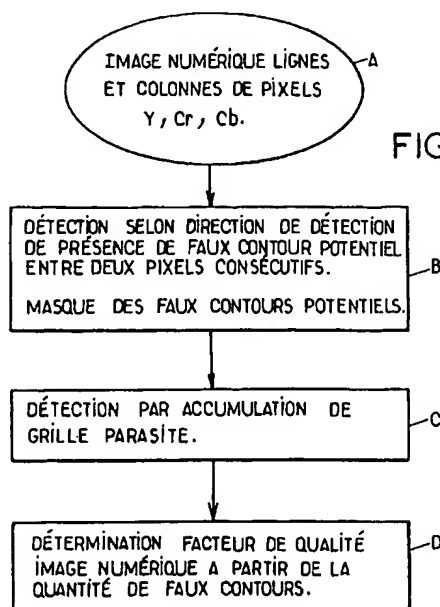 IMAGE NUMÉRIQUE LIGNES
ET COLONNES DE PIXELS
Y, Cr, Cb.
A
FIG
DÉTECTION SELON DIRECTION DE DÉTECTION
DE PRÉSENCE DE FAUX CONTOUR POTENTIEL
ENTRE DEUX PIXELS CONSÉCUTIFS.
MASQUE DES FAUX CONTOURS POTENTIELS.
B
DÉTECTION PAR ACCUMULATION DE
GRILLE PARASITE.
C
DÉTERMINATION FACTEUR DE QUALITÉ
IMAGE NUMÉRIQUE A PARTIR DE LA
QUANTITÉ DE FAUX CONTOURS.
D